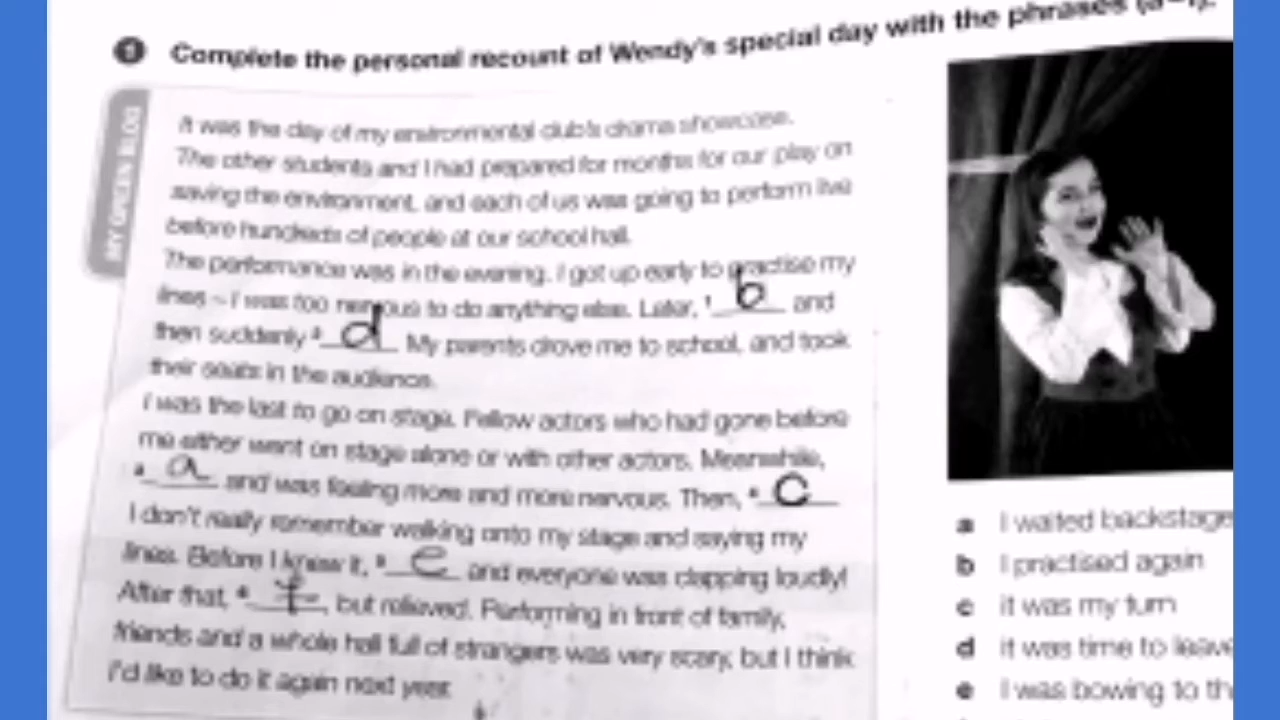 1 Complete the personal recount of Wendy's special day with the phrases (a–f).
MY OPEN BLOG
It was the day of my environmental club's drama showcase.
The other students and I had prepared for months for our play on
saving the environment, and each of us was going to perform live
before hundreds of people at our school hall.
The performance was in the evening. I got up early to practise my
lines – I was too nervous to do anything else. Later, 1 b and
then suddenly 2 d. My parents drove me to school, and took
their seats in the audience.
I was the last to go on stage. Fellow actors who had gone before
me either went on stage alone or with other actors. Meanwhile,
3 a and was feeling more and more nervous. Then, 4 c
I don't really remember walking onto my stage and saying my
lines. Before I knew it, 5 e and everyone was clapping loudly!
After that, 6 f, but relieved. Performing in front of family,
friends and a whole hall full of strangers was very scary, but I think
I'd like to do it again next year.
a I waited backstage
b I practised again
c it was my turn
d it was time to leave
e I was bowing to th